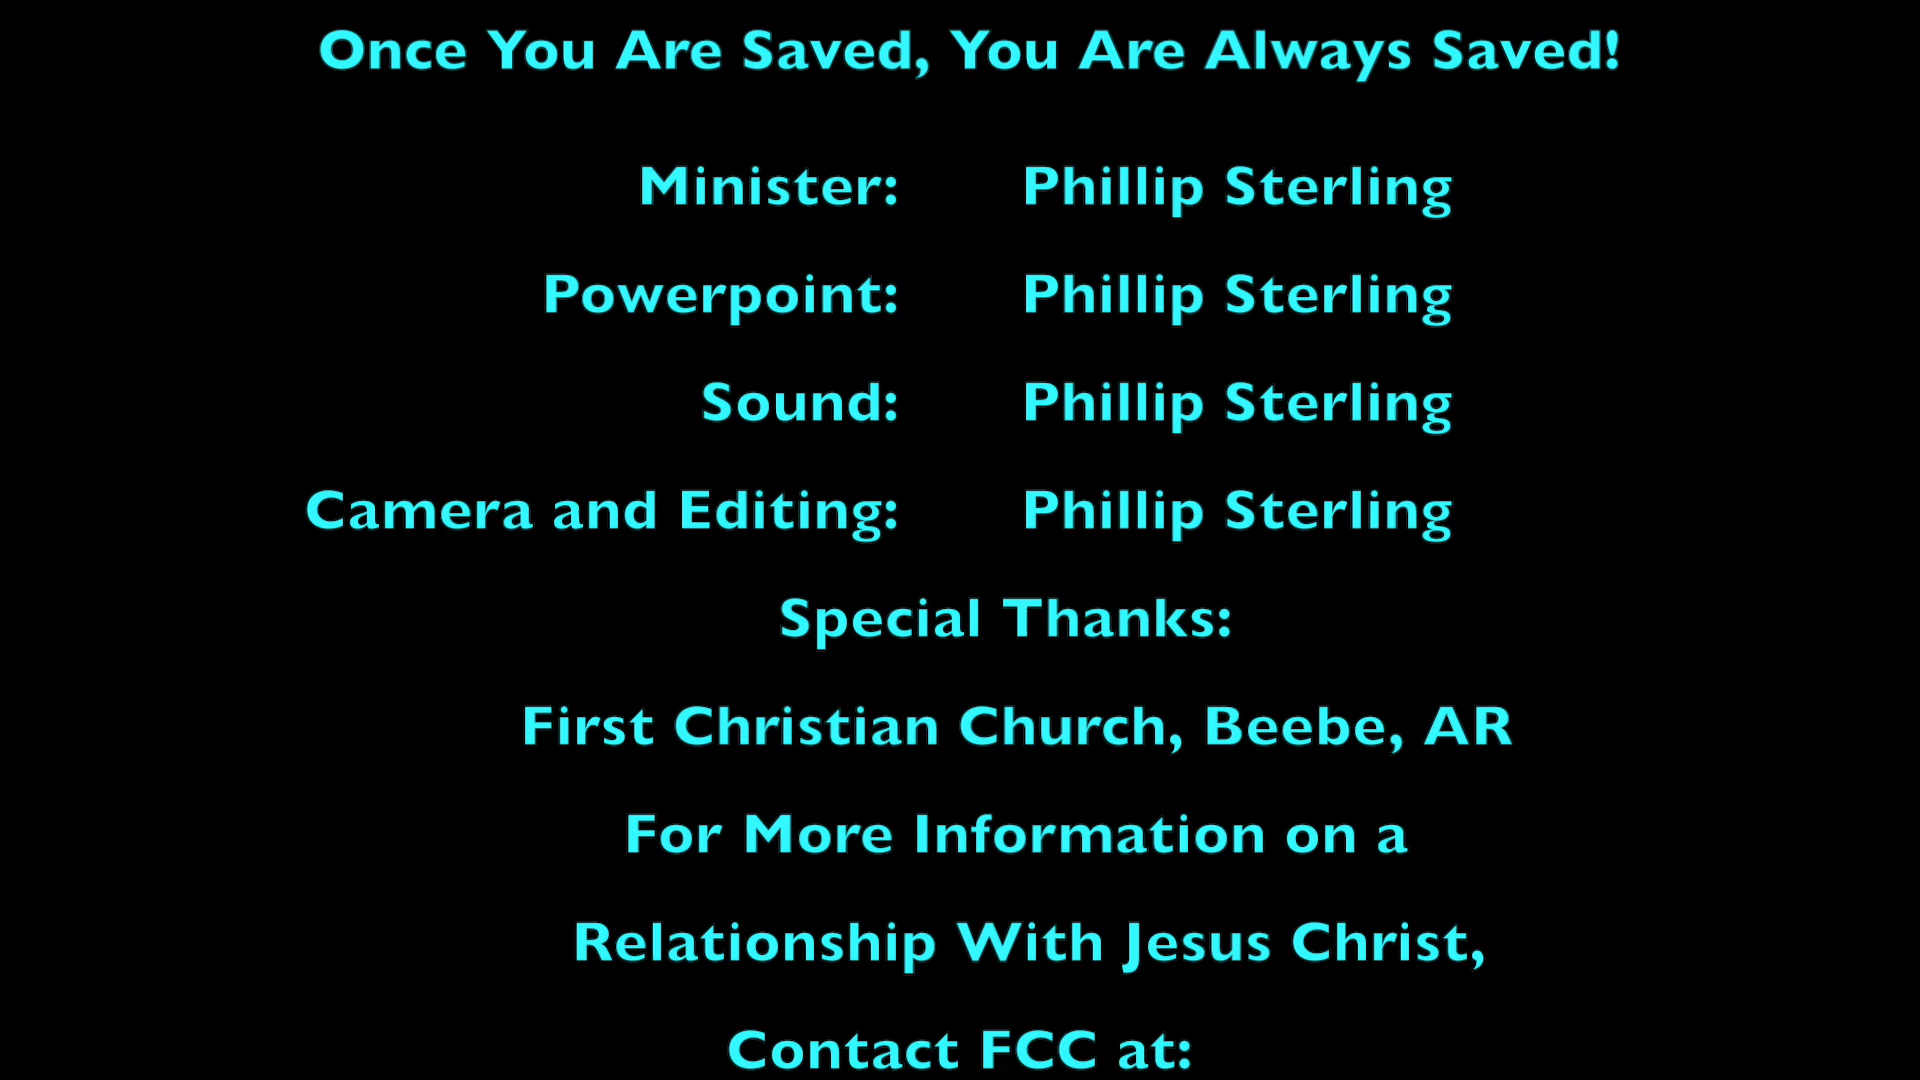 Once You Are Saved, You Are Always Saved!
Minister: Phillip Sterling
Powerpoint: Phillip Sterling
Sound: Phillip Sterling
Camera and Editing: Phillip Sterling
Special Thanks:
First Christian Church, Beebe, AR
For More Information on a
Relationship With Jesus Christ,
Contact FCC at: